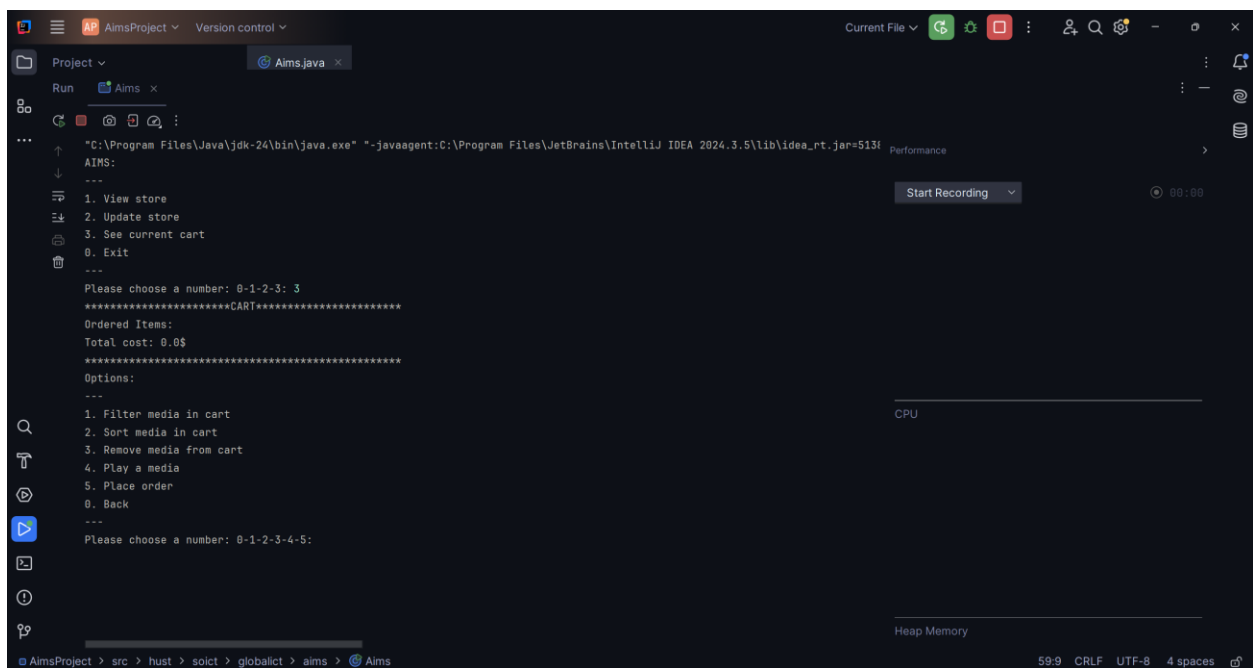 AP AimsProject Version control Current File
Project Aims.java
Run Aims
"C:\Program Files\Java\jdk-24\bin\java.exe" "-javaagent:C:\Program Files\JetBrains\IntelliJ IDEA 2024.3.5\lib\idea_rt.jar=5138
AIMS:
---
1. View store
2. Update store
3. See current cart
0. Exit
---
Please choose a number: 0-1-2-3: 3
***********************CART***********************
Ordered Items:
Total cost: 0.0$
**************************************************
Options:
---
1. Filter media in cart
2. Sort media in cart
3. Remove media from cart
4. Play a media
5. Place order
0. Back
---
Please choose a number: 0-1-2-3-4-5:
Performance
Start Recording 00:00
CPU
Heap Memory
AimsProject > src > hust > soict > globalict > aims > Aims 59:9 CRLF UTF-8 4 spaces